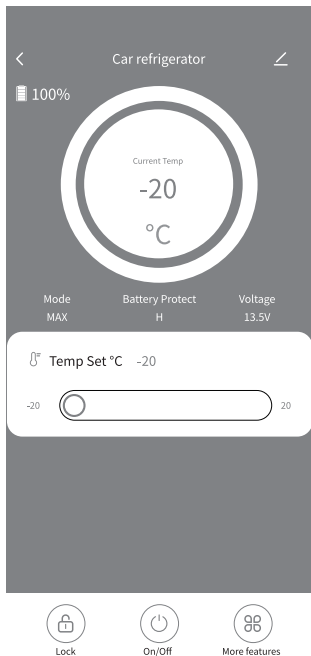 Car refrigerator
100%
Current Temp
-20
°C
Mode Battery Protect Voltage
MAX H 13.5V
Temp Set °C -20
-20 20
Lock On/Off More features